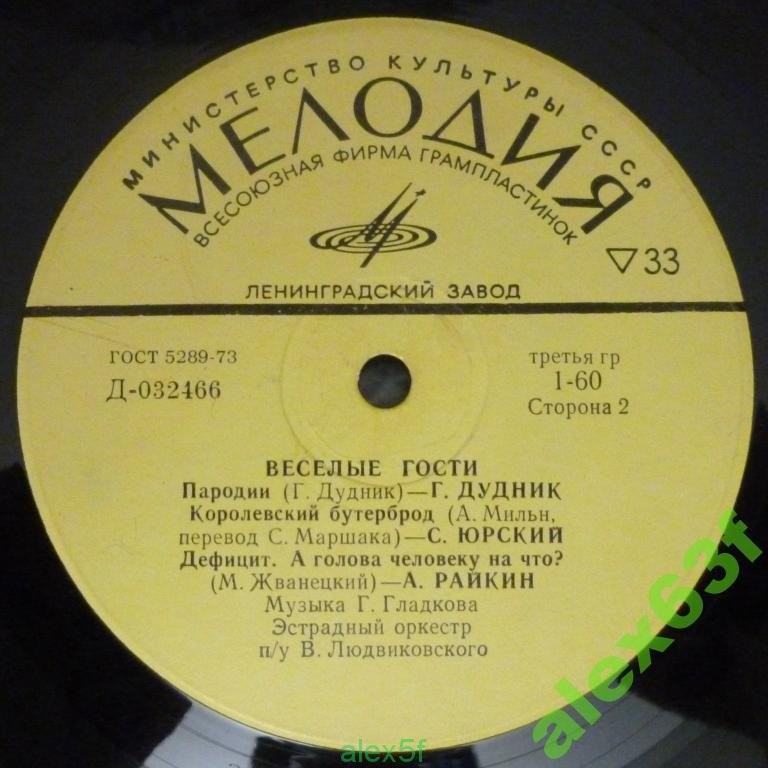 МИНИСТЕРСТВО КУЛЬТУРЫ СССР
МЕЛОДИЯ
ВСЕСОЮЗНАЯ ФИРМА ГРАМПЛАСТИНОК
▽33
ЛЕНИНГРАДСКИЙ ЗАВОД
ГОСТ 5289-73
Д-032466
третья гр
1-60
Сторона 2
ВЕСЕЛЫЕ ГОСТИ
Пародии (Г. Дудник)—Г. ДУДНИК
Королевский бутерброд (А. Мильн,
перевод С. Маршака)—С. ЮРСКИЙ
Дефицит. А голова человеку на что?
(М. Жванецкий)—А. РАЙКИН
Музыка Г. Гладкова
Эстрадный оркестр
п/у В. Людвиковского
alex63f
alex5f